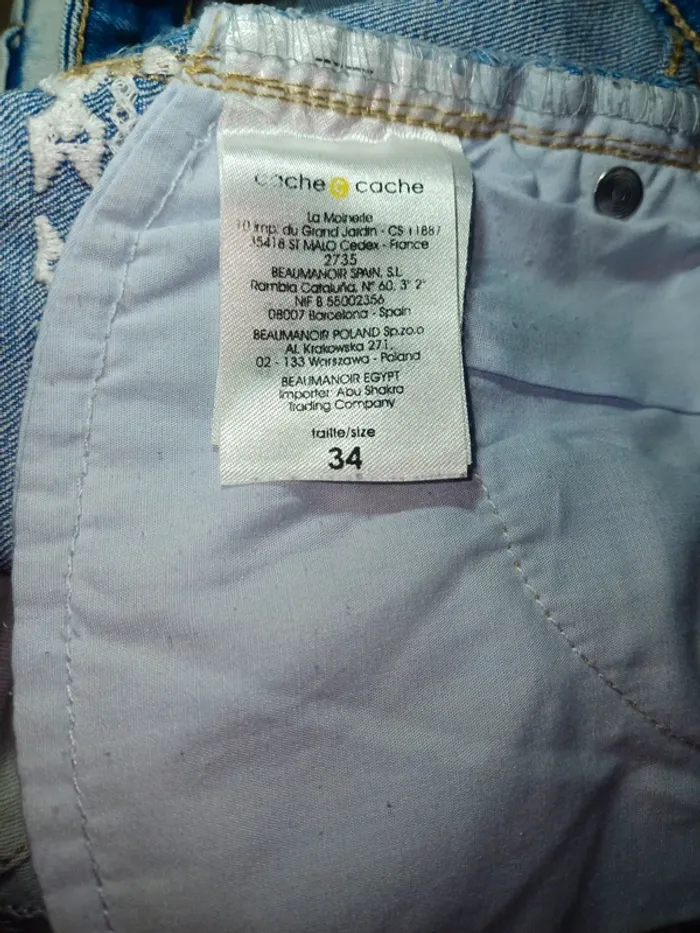 cache c cache
La Moinerie
10 imp. du Grand Jardin - CS 11887
35418 ST MALO Cedex - France
2735
BEAUMANOIR SPAIN, S.L
Rambla Cataluña, N° 60, 3° 2°
NIF B 55002356
08007 Barcelona - Spain
BEAUMANOIR POLAND Sp.zo.o
Al. Krakowska 271,
02 - 133 Warszawa - Poland
BEAUMANOIR EGYPT
Importer: Abu Shakra
Trading Company
taille/size
34